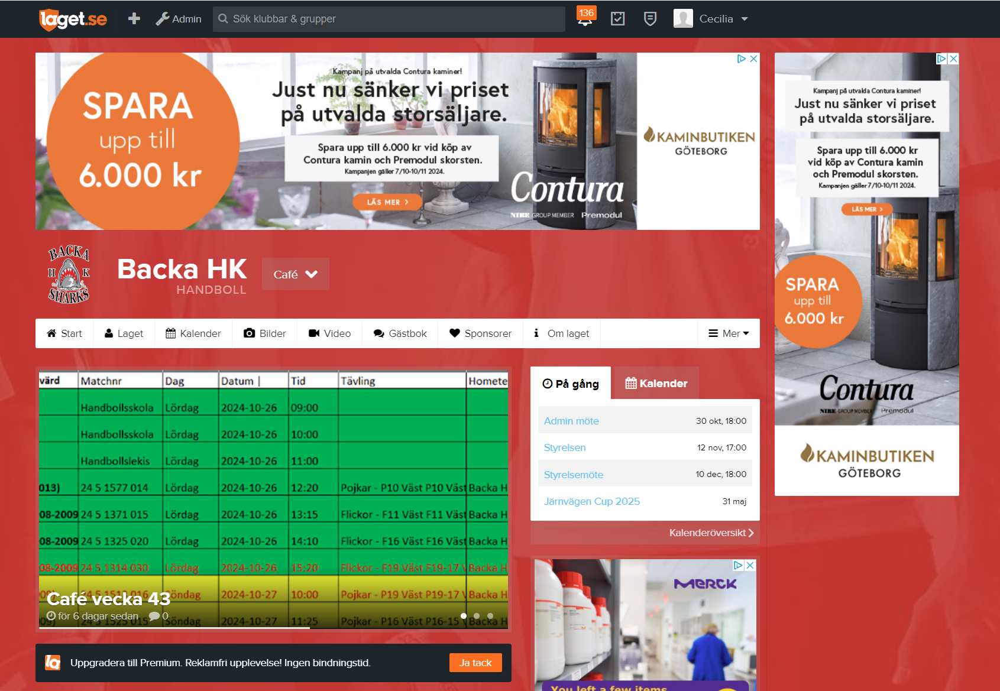 laget.se
Admin
Sök klubbar & grupper
136
Cecilia
SPARA
upp till
6.000 kr
Kampanj på utvalda Contura kaminer!
Just nu sänker vi priset
på utvalda storsäljare.
Spara upp till 6.000 kr vid köp av
Contura kamin och Premodul skorsten.
Kampanjen gäller 7/10-10/11 2024.
LÄS MER >
Contura
NIBE GROUP MEMBER Premodul
KAMINBUTIKEN
GÖTEBORG
Kampanj på utvalda Contura kaminer!
Just nu sänker vi priset
på utvalda storsäljare.
Spara upp till 6.000 kr
vid köp av Contura kamin
och Premodul skorsten.
Kampanjen gäller 7/10-10/11 2024.
LÄS MER >
SPARA
upp till
6.000 kr
Contura
NIBE GROUP MEMBER Premodul
KAMINBUTIKEN
GÖTEBORG
BACKA
H K
SHARKS
Backa HK
HANDBOLL
Café
Start Laget Kalender Bilder Video Gästbok Sponsorer Om laget Mer
värd Matchnr Dag Datum Tid Tävling Homete
Handbollsskola Lördag 2024-10-26 09:00
Handbollsskola Lördag 2024-10-26 10:00
Handbollslekis Lördag 2024-10-26 11:00
013) 24 5 1577 014 Lördag 2024-10-26 12:20 Pojkar - P10 Väst P10 Väst Backa H
08-2009 24 5 1371 015 Lördag 2024-10-26 13:15 Flickor - F11 Väst F11 Väst Backa H
08-2009 24 5 1325 020 Lördag 2024-10-26 14:10 Flickor - F16 Väst F16 Väst Backa H
08-2009 24 5 1314 030 Lördag 2024-10-26 15:20 Flickor - F19 Väst F19-17 V Backa H
24 5 1513 016 Söndag 2024-10-27 10:00 Pojkar - P19 Väst P19-17 V Backa H
Café vecka 43
för 6 dagar sedan 0
09) 24 5 1525 015 Söndag 2024-10-27 11:25 Pojkar - P16 Väst P16-15 V Backa H
Uppgradera till Premium. Reklamfri upplevelse! Ingen bindningstid.
Ja tack
På gång Kalender
Admin möte 30 okt, 18:00
Styrelsen 12 nov, 17:00
Styrelsemöte 10 dec, 18:00
Järnvägen Cup 2025 31 maj
Kalenderöversikt
MERCK
You left a few items